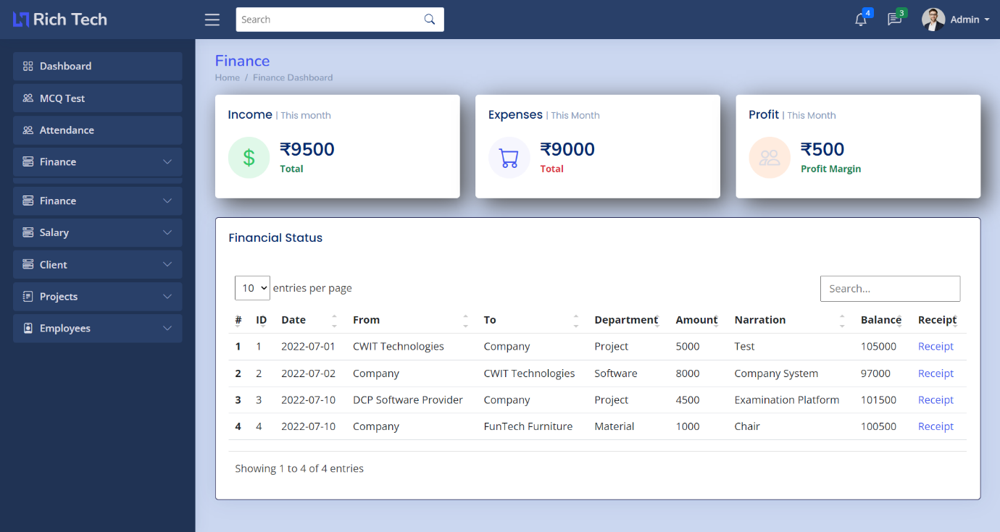 Rich Tech
Search
4
3
Admin
Dashboard
MCQ Test
Attendance
Finance
Finance
Salary
Client
Projects
Employees
Finance
Home / Finance Dashboard
Income | This month
$
₹9500
Total
Expenses | This Month
₹9000
Total
Profit | This Month
₹500
Profit Margin
Financial Status
10 entries per page
Search...
# ID Date From To Department Amount Narration Balance Receipt
1 1 2022-07-01 CWIT Technologies Company Project 5000 Test 105000 Receipt
2 2 2022-07-02 Company CWIT Technologies Software 8000 Company System 97000 Receipt
3 3 2022-07-10 DCP Software Provider Company Project 4500 Examination Platform 101500 Receipt
4 4 2022-07-10 Company FunTech Furniture Material 1000 Chair 100500 Receipt
Showing 1 to 4 of 4 entries